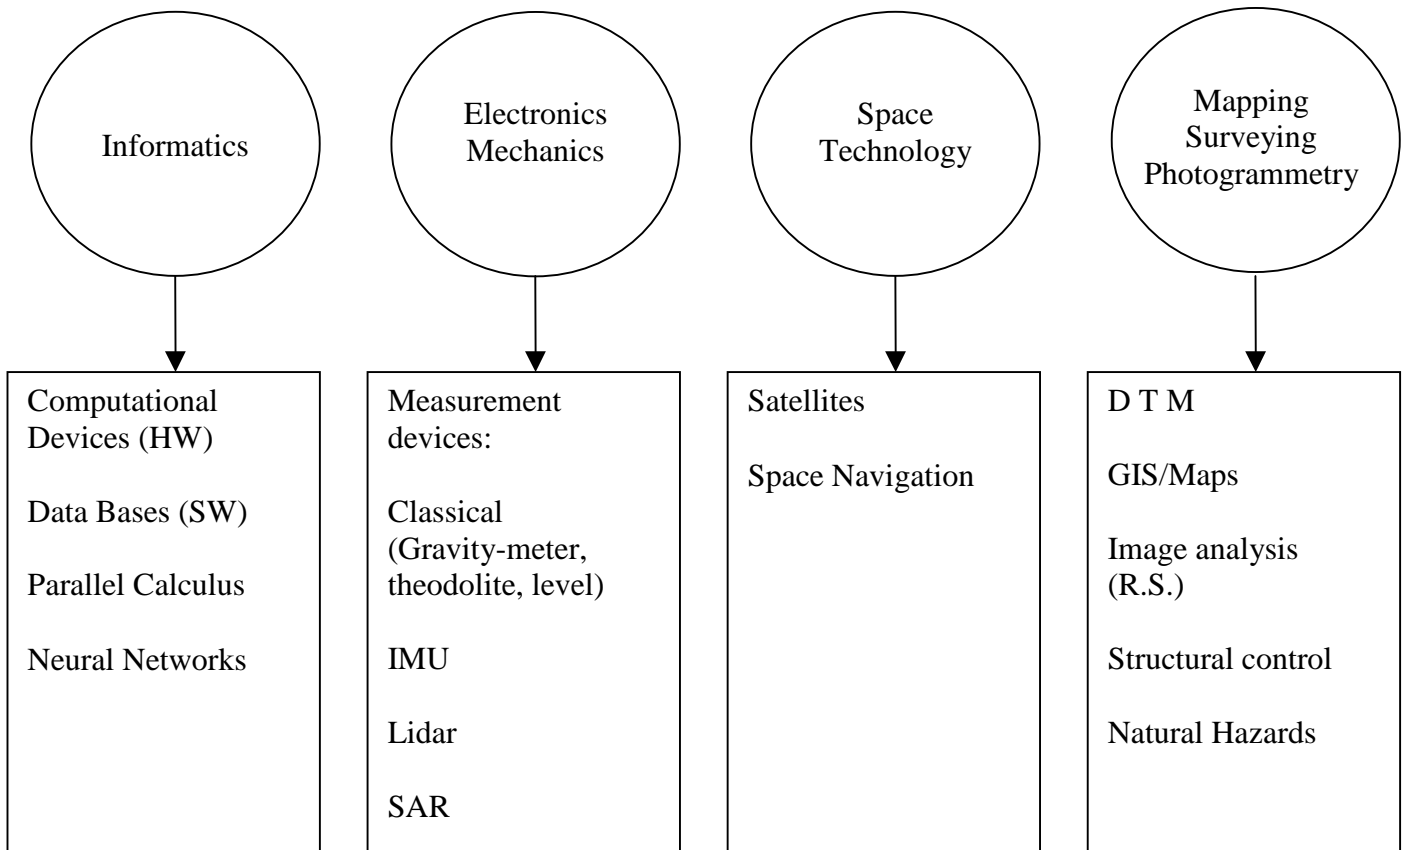 Informatics
Electronics
Mechanics
Space
Technology
Mapping
Surveying
Photogrammetry
Computational
Devices (HW)
Data Bases (SW)
Parallel Calculus
Neural Networks
Measurement
devices:
Classical
(Gravity-meter,
theodolite, level)
IMU
Lidar
SAR
Satellites
Space Navigation
D T M
GIS/Maps
Image analysis
(R.S.)
Structural control
Natural Hazards